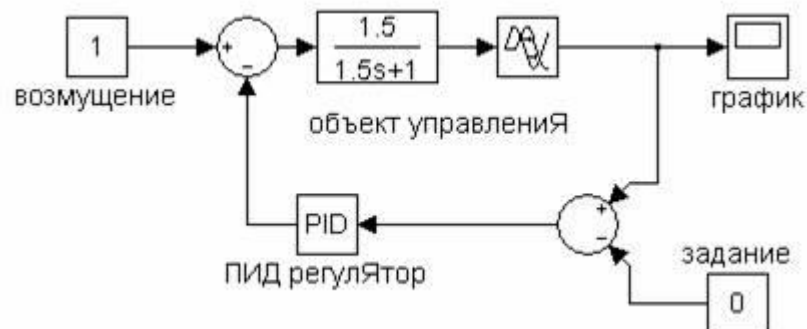 1
возмущение
+
−
1.5
1.5s+1
объект управлениЯ
график
PID
ПИД регулЯтор
+
−
задание
0